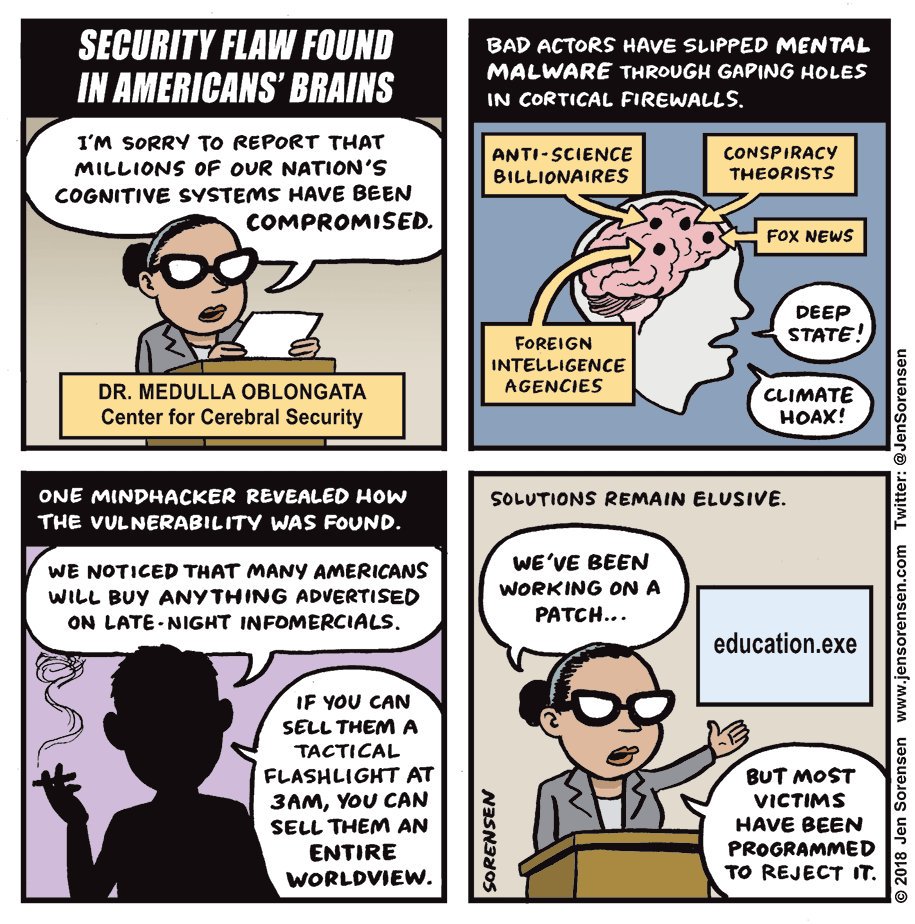 SECURITY FLAW FOUND
IN AMERICANS' BRAINS
I'M SORRY TO REPORT THAT
MILLIONS OF OUR NATION'S
COGNITIVE SYSTEMS HAVE BEEN
COMPROMISED.
DR. MEDULLA OBLONGATA
Center for Cerebral Security
BAD ACTORS HAVE SLIPPED MENTAL
MALWARE THROUGH GAPING HOLES
IN CORTICAL FIREWALLS.
ANTI-SCIENCE
BILLIONAIRES
CONSPIRACY
THEORISTS
FOX NEWS
FOREIGN
INTELLIGENCE
AGENCIES
DEEP
STATE!
CLIMATE
HOAX!
ONE MINDHACKER REVEALED HOW
THE VULNERABILITY WAS FOUND.
WE NOTICED THAT MANY AMERICANS
WILL BUY ANYTHING ADVERTISED
ON LATE-NIGHT INFOMERCIALS.
IF YOU CAN
SELL THEM A
TACTICAL
FLASHLIGHT AT
3AM, YOU CAN
SELL THEM AN
ENTIRE
WORLDVIEW.
SOLUTIONS REMAIN ELUSIVE.
WE'VE BEEN
WORKING ON A
PATCH...
education.exe
BUT MOST
VICTIMS
HAVE BEEN
PROGRAMMED
TO REJECT IT.
SORENSEN
© 2018 Jen Sorensen www.jensorensen.com Twitter: @JenSorensen